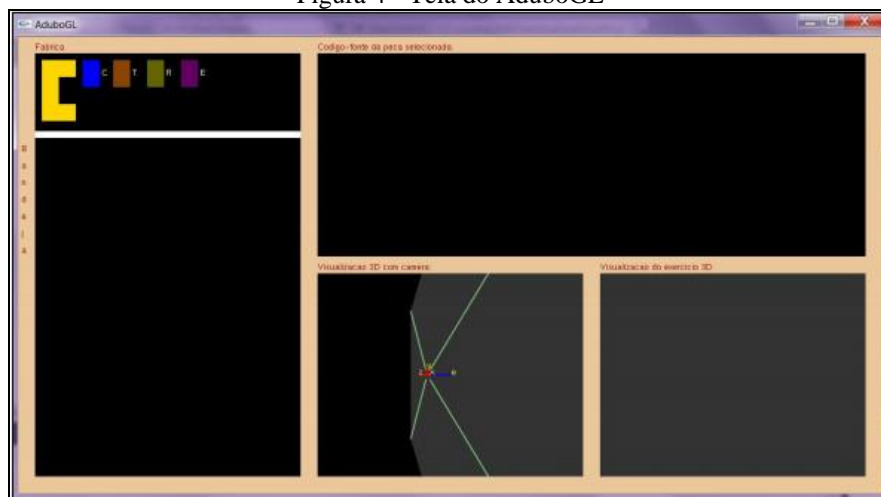 Figura 4 - Tela do AduboGL
AduboGL
Fabrica
Codigo-fonte da peca selecionada
C T R E
B
a
n
d
e
j
a
Visualizacao 3D com camera
Visualizacao do exercicio 3D